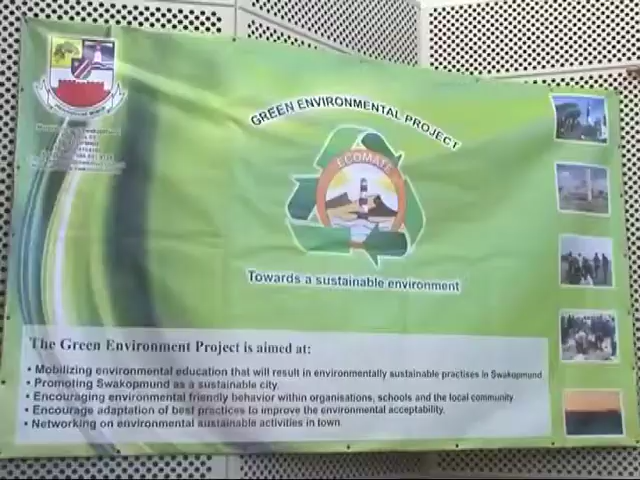 GREEN ENVIRONMENTAL PROJECT
ECOMATE
Towards a sustainable environment
The Green Environment Project is aimed at:
• Mobilizing environmental education that will result in environmentally sustainable practises in Swakopmund.
• Promoting Swakopmund as a sustainable city.
• Encouraging environmental friendly behavior within organisations, schools and the local community.
• Encourage adaptation of best practices to improve the environmental acceptability.
• Networking on environmental sustainable activities in town.